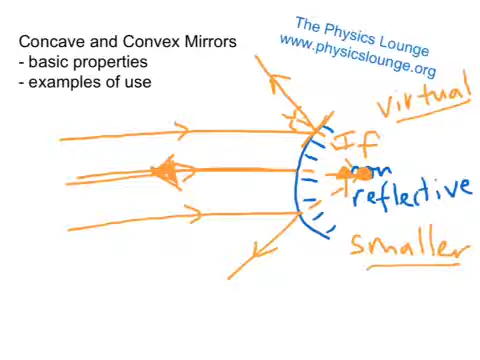 Concave and Convex Mirrors
- basic properties
- examples of use
The Physics Lounge
www.physicslounge.org
virtual
If
non
reflective
smaller